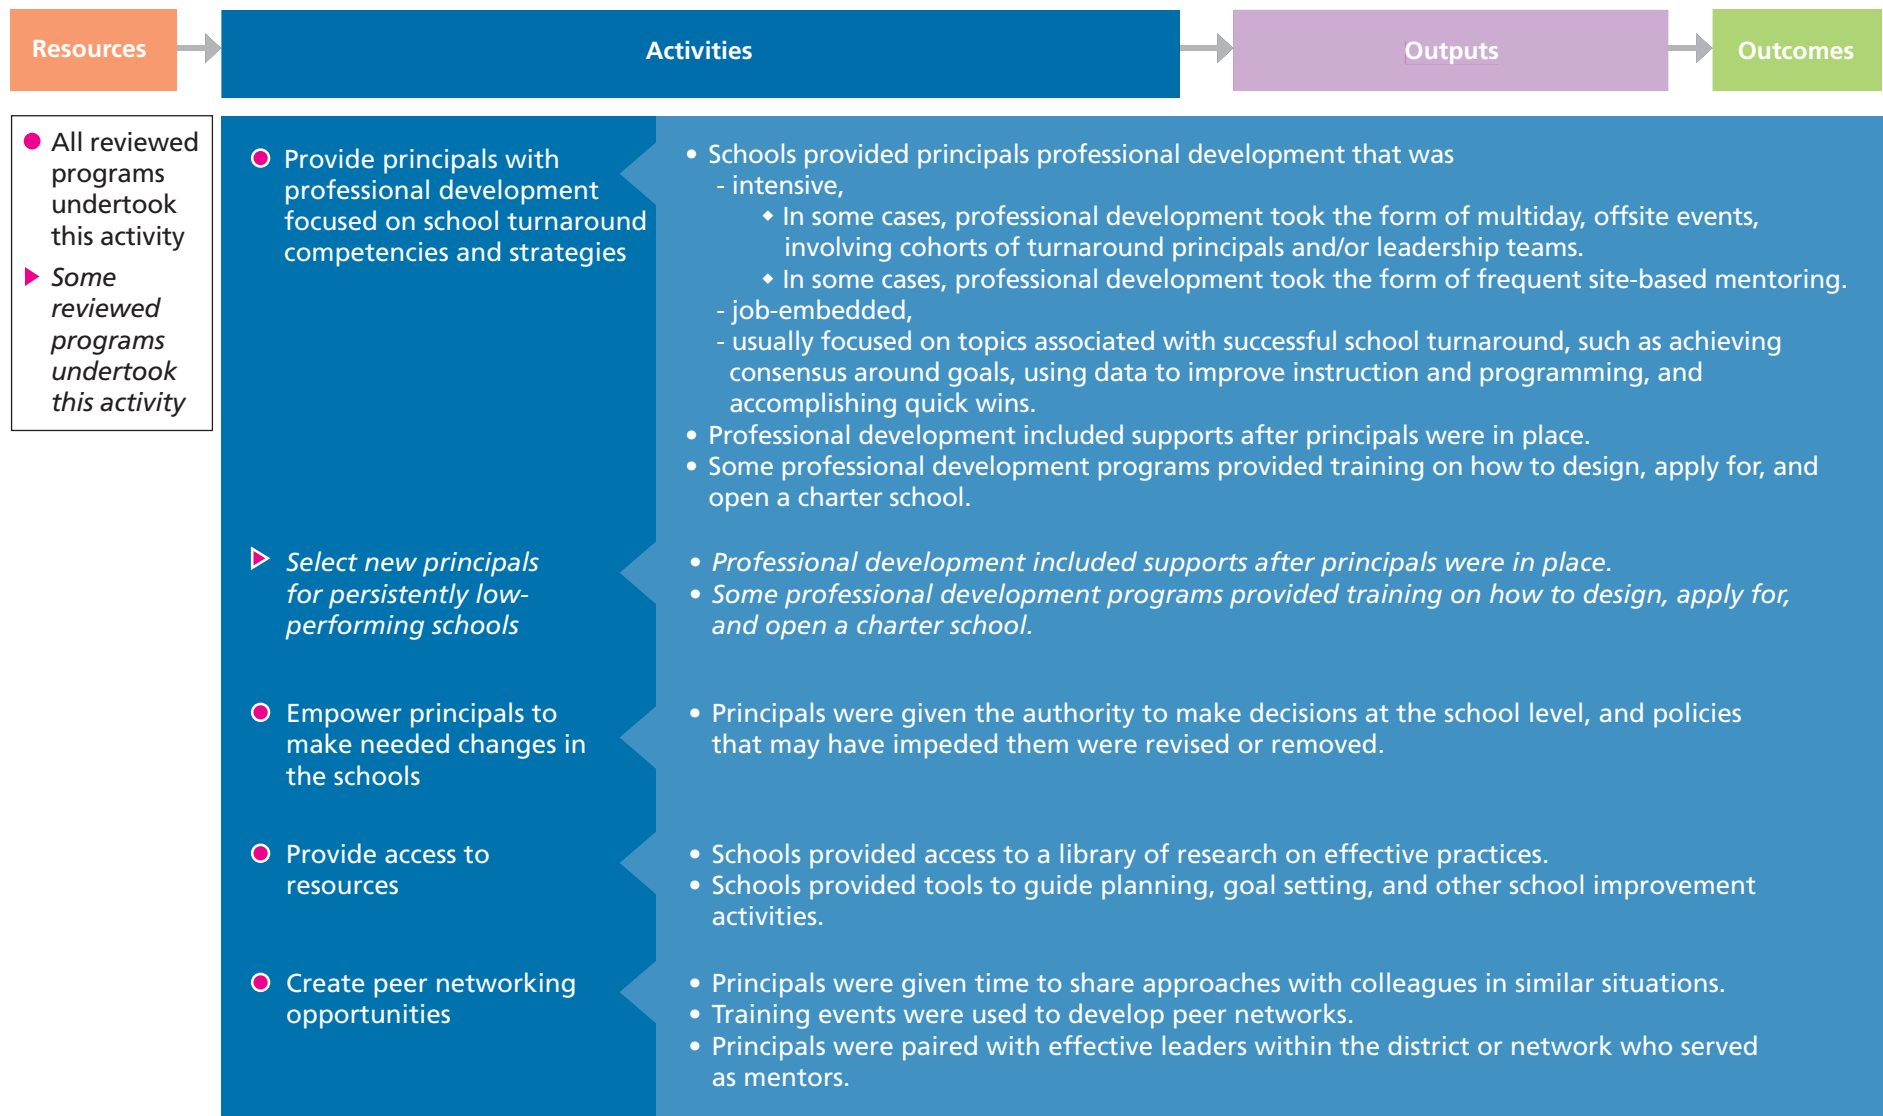 Resources
Activities
Outputs
Outcomes
● All reviewed
programs
undertook
this activity
▶ Some
reviewed
programs
undertook
this activity
Provide principals with
professional development
focused on school turnaround
competencies and strategies
• Schools provided principals professional development that was
- intensive,
◆ In some cases, professional development took the form of multiday, offsite events,
involving cohorts of turnaround principals and/or leadership teams.
◆ In some cases, professional development took the form of frequent site-based mentoring.
- job-embedded,
- usually focused on topics associated with successful school turnaround, such as achieving
consensus around goals, using data to improve instruction and programming, and
accomplishing quick wins.
• Professional development included supports after principals were in place.
• Some professional development programs provided training on how to design, apply for, and
open a charter school.
Select new principals
for persistently low-
performing schools
• Professional development included supports after principals were in place.
• Some professional development programs provided training on how to design, apply for,
and open a charter school.
Empower principals to
make needed changes in
the schools
• Principals were given the authority to make decisions at the school level, and policies
that may have impeded them were revised or removed.
Provide access to
resources
• Schools provided access to a library of research on effective practices.
• Schools provided tools to guide planning, goal setting, and other school improvement
activities.
Create peer networking
opportunities
• Principals were given time to share approaches with colleagues in similar situations.
• Training events were used to develop peer networks.
• Principals were paired with effective leaders within the district or network who served
as mentors.